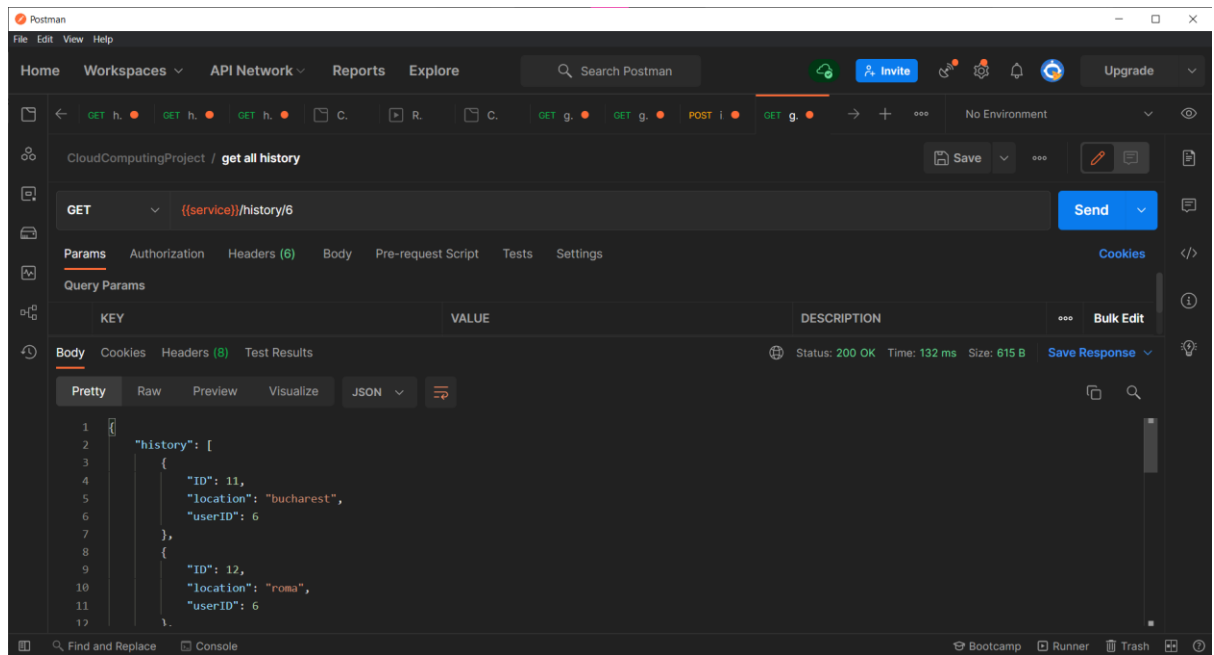 Postman
File Edit View Help
Home Workspaces API Network Reports Explore Search Postman Invite Upgrade
GET h. GET h. GET h. C. R. C. GET g. GET g. POST i GET g. No Environment
CloudComputingProject / get all history Save
GET {{service}}/history/6 Send
Params Authorization Headers (6) Body Pre-request Script Tests Settings Cookies
Query Params
KEY VALUE DESCRIPTION Bulk Edit
Body Cookies Headers (8) Test Results Status: 200 OK Time: 132 ms Size: 615 B Save Response
Pretty Raw Preview Visualize JSON
1 {
2 "history": [
3 {
4 "ID": 11,
5 "location": "bucharest",
6 "userID": 6
7 },
8 {
9 "ID": 12,
10 "location": "roma",
11 "userID": 6
12 },
Find and Replace Console Bootcamp Runner Trash